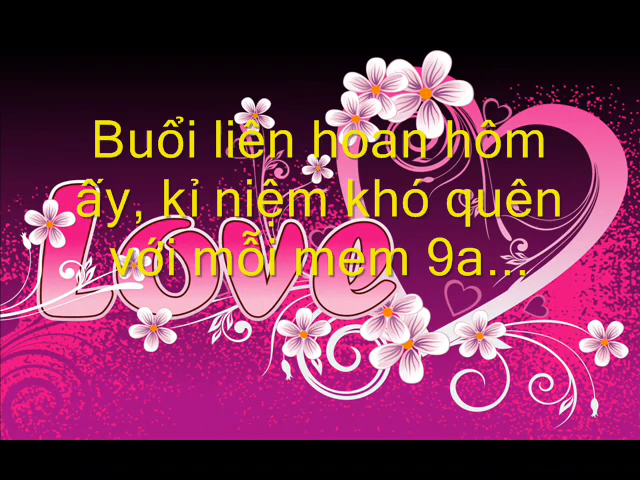 Buổi liên hoan hôm
ấy, kỉ niệm khó quên
với mỗi mem 9a...
Love